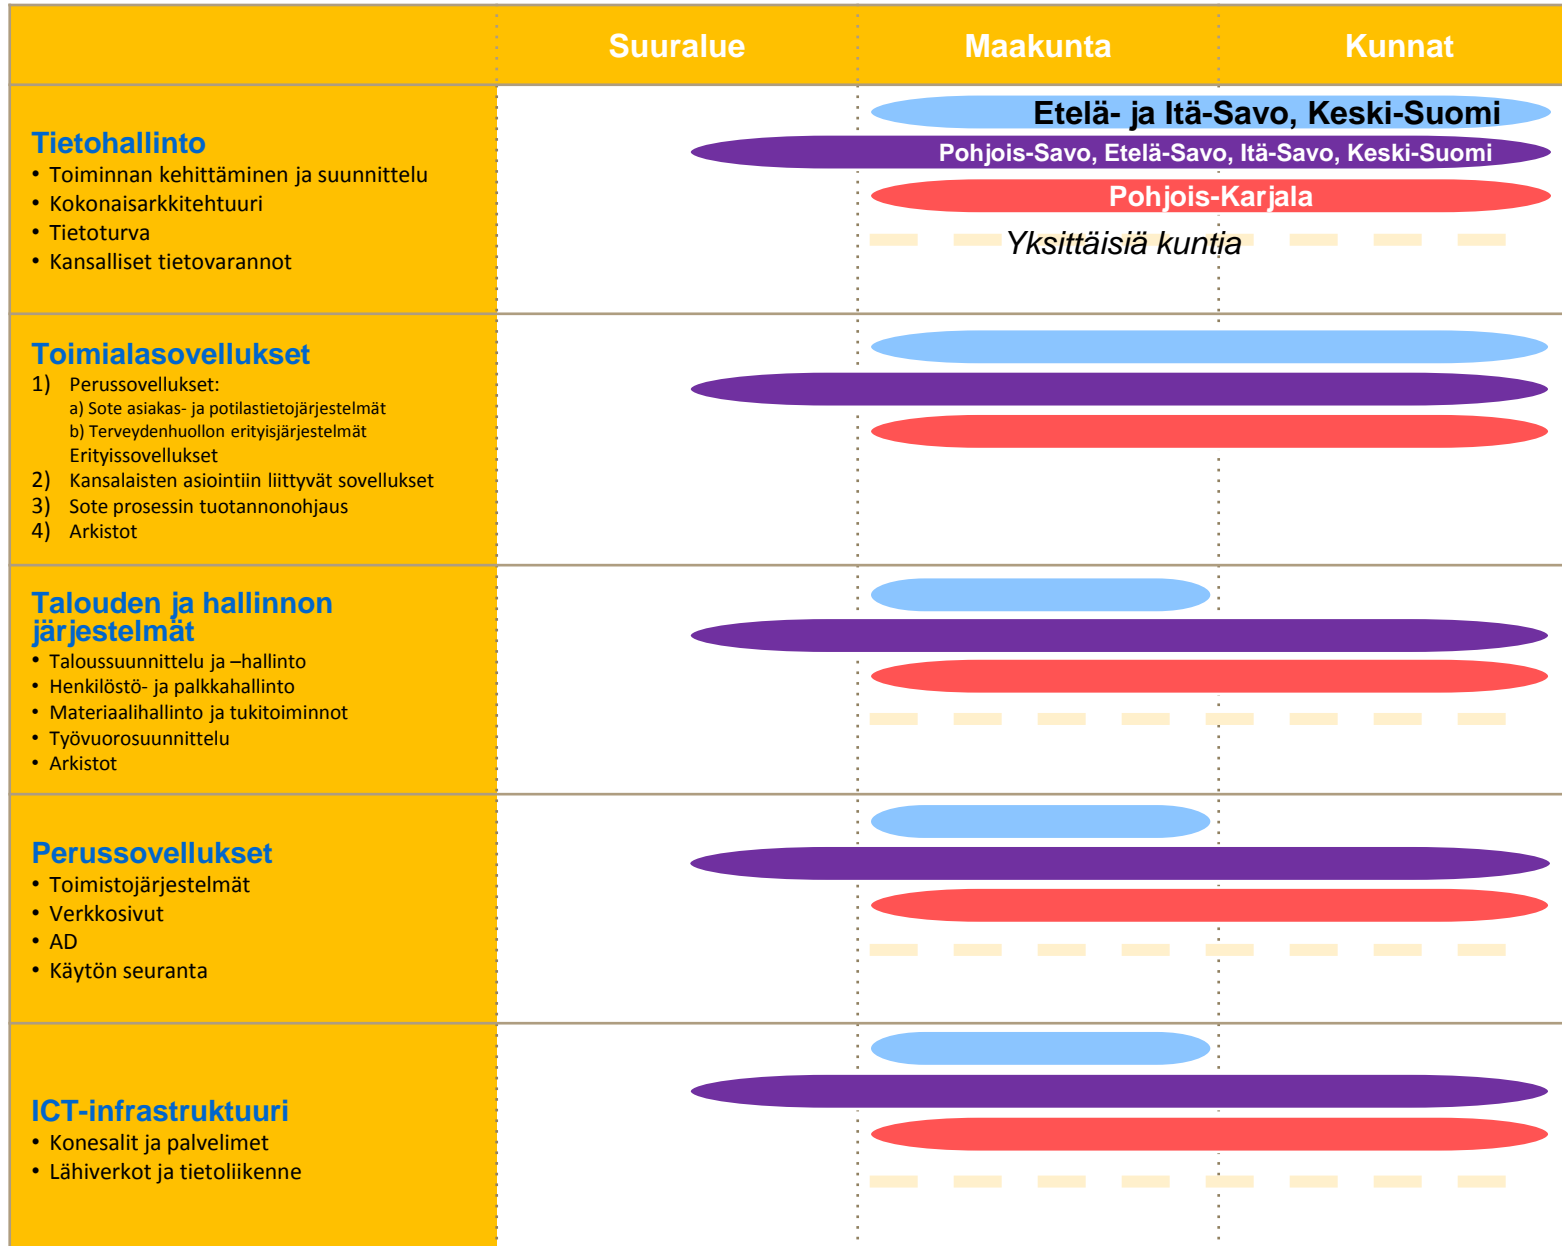 Suuralue
Maakunta
Kunnat
Tietohallinto
• Toiminnan kehittäminen ja suunnittelu
• Kokonaisarkkitehtuuri
• Tietoturva
• Kansalliset tietovarannot
Etelä- ja Itä-Savo, Keski-Suomi
Pohjois-Savo, Etelä-Savo, Itä-Savo, Keski-Suomi
Pohjois-Karjala
Yksittäisiä kuntia
Toimialasovellukset
1) Perussovellukset:
a) Sote asiakas- ja potilastietojärjestelmät
b) Terveydenhuollon erityisjärjestelmät
Erityissovellukset
2) Kansalaisten asiointiin liittyvät sovellukset
3) Sote prosessin tuotannonohjaus
4) Arkistot
Talouden ja hallinnon
järjestelmät
• Taloussuunnittelu ja –hallinto
• Henkilöstö- ja palkkahallinto
• Materiaalihallinto ja tukitoiminnot
• Työvuorosuunnittelu
• Arkistot
Perussovellukset
• Toimistojärjestelmät
• Verkkosivut
• AD
• Käytön seuranta
ICT-infrastruktuuri
• Konesalit ja palvelimet
• Lähiverkot ja tietoliikenne